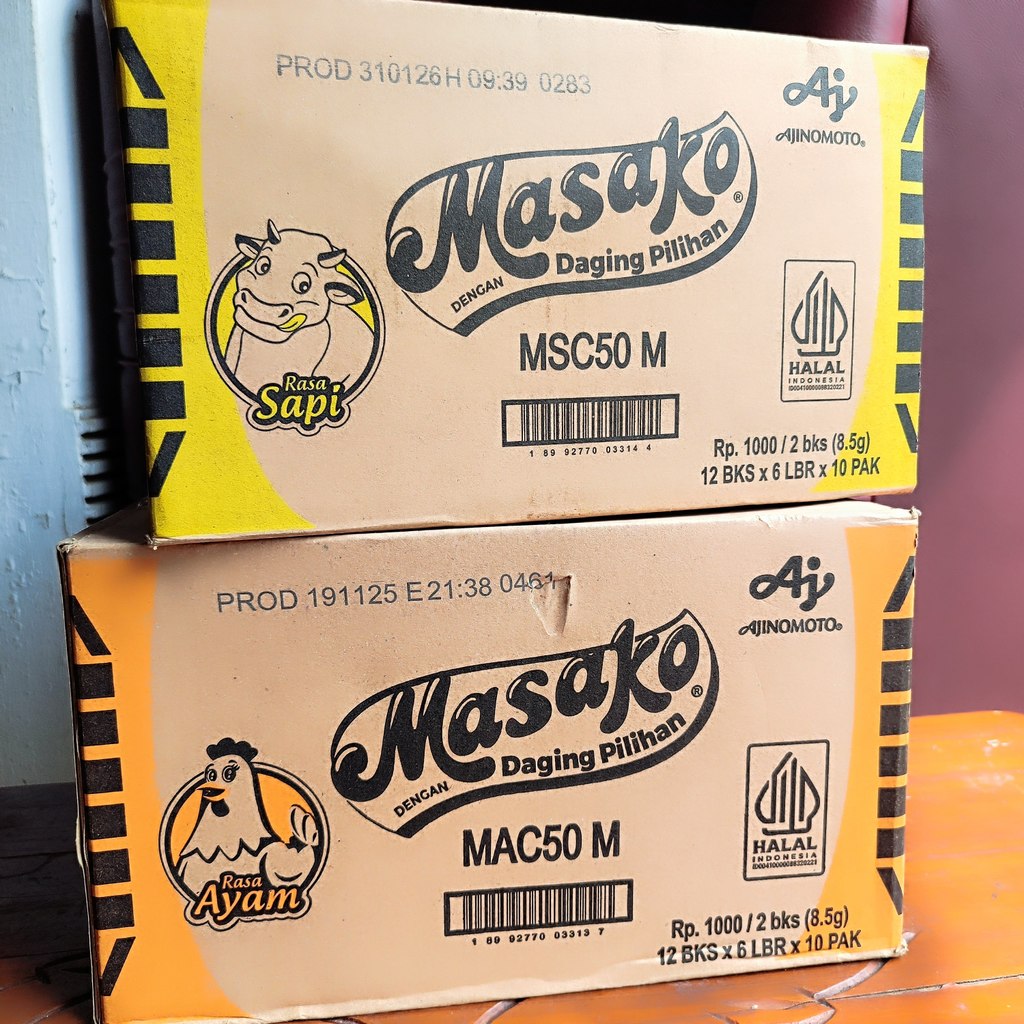 PROD 310126 H 09:39 0283
Aj
AJINOMOTO®
Masako®
DENGAN Daging Pilihan
MSC50 M
Rasa
Sapi
HALAL
INDONESIA
1 89 92770 03314 4
Rp. 1000 / 2 bks (8.5g)
12 BKS x 6 LBR x 10 PAK
PROD 191125 E 21:38 0461
Aj
AJINOMOTO®
Masako®
DENGAN Daging Pilihan
MAC50 M
Rasa
Ayam
HALAL
INDONESIA
1 89 92770 03313 7
Rp. 1000 / 2 bks (8.5g)
12 BKS x 6 LBR x 10 PAK